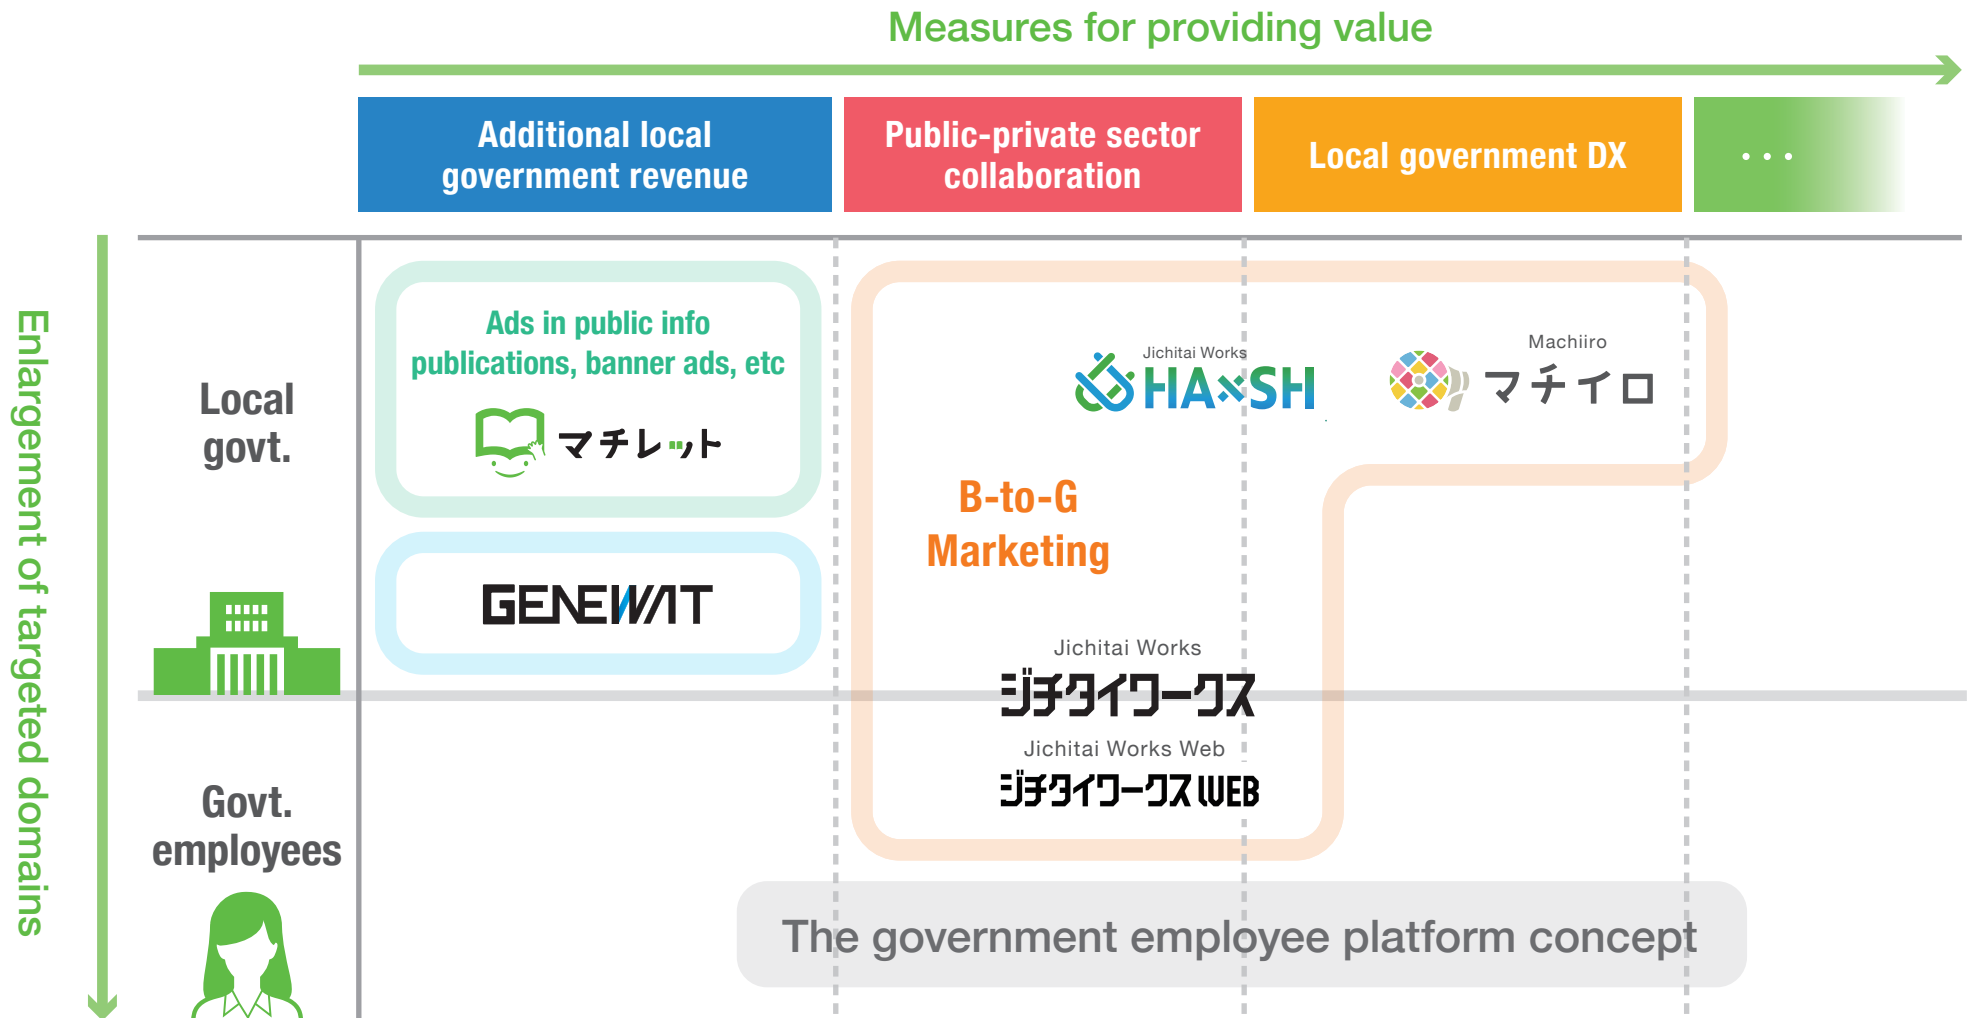 Measures for providing value
Additional local
government revenue
Public-private sector
collaboration
Local government DX
...
Enlargement of targeted domains
Local
govt.
Ads in public info
publications, banner ads, etc
マチレット
GENEWAT
Jichitai Works
HA×SH
Machiiro
マチイロ
B-to-G
Marketing
Jichitai Works
ジチタイワークス
Jichitai Works Web
ジチタイワークス WEB
Govt.
employees
The government employee platform concept